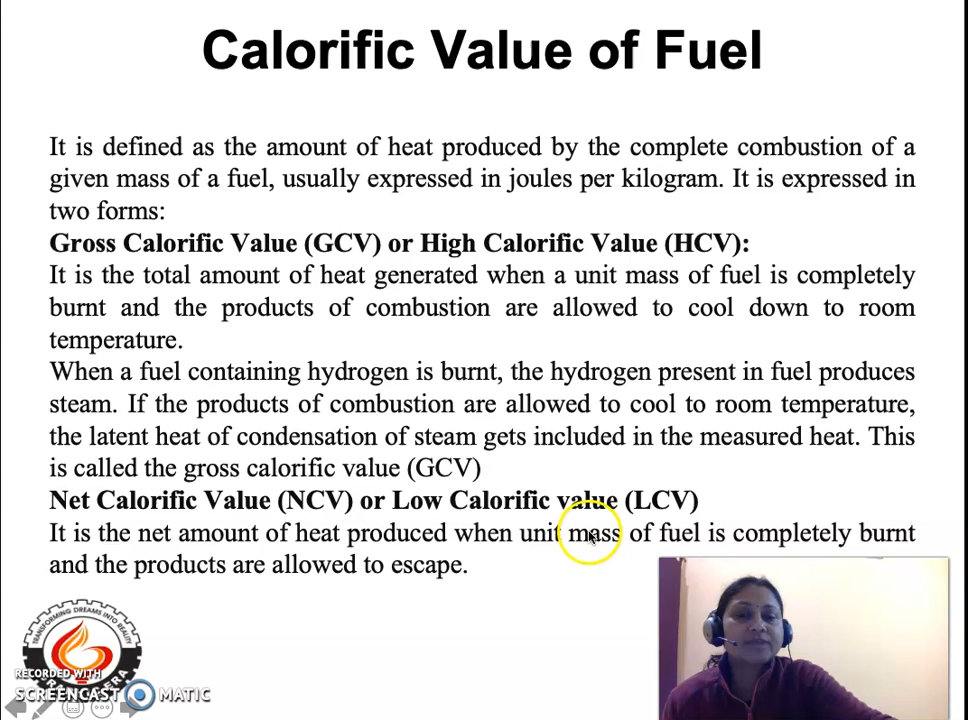 Calorific Value of Fuel
It is defined as the amount of heat produced by the complete combustion of a
given mass of a fuel, usually expressed in joules per kilogram. It is expressed in
two forms:
Gross Calorific Value (GCV) or High Calorific Value (HCV):
It is the total amount of heat generated when a unit mass of fuel is completely
burnt and the products of combustion are allowed to cool down to room
temperature.
When a fuel containing hydrogen is burnt, the hydrogen present in fuel produces
steam. If the products of combustion are allowed to cool to room temperature,
the latent heat of condensation of steam gets included in the measured heat. This
is called the gross calorific value (GCV)
Net Calorific Value (NCV) or Low Calorific value (LCV)
It is the net amount of heat produced when unit mass of fuel is completely burnt
and the products are allowed to escape.
TRANSFORMING DREAMS INTO REALITY
RECORDED WITH
SCREENCAST MATIC